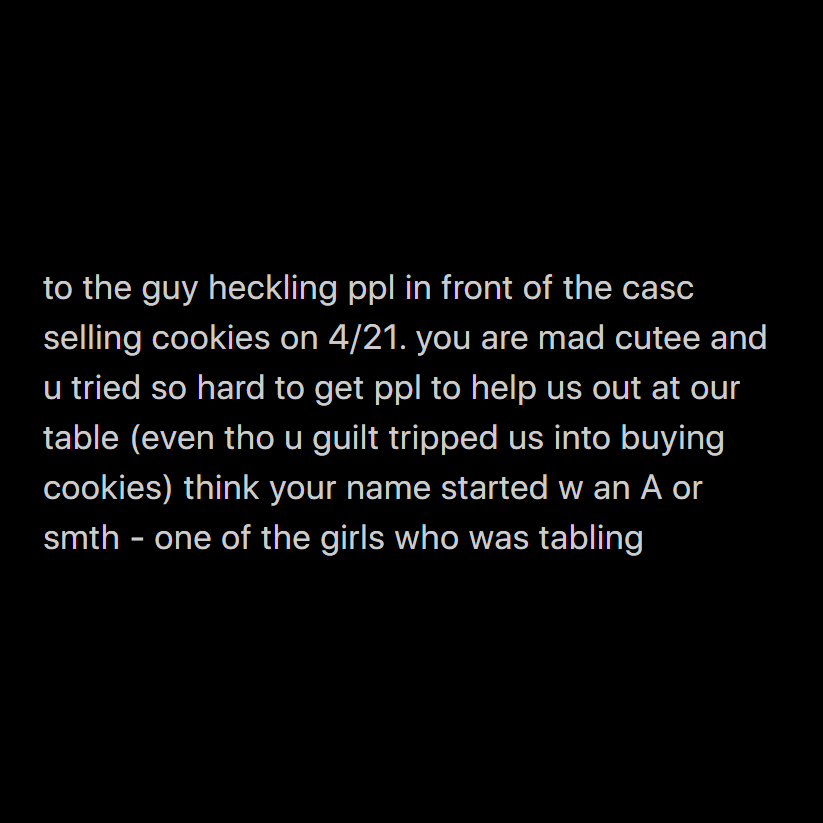 to the guy heckling ppl in front of the casc
selling cookies on 4/21. you are mad cutee and
u tried so hard to get ppl to help us out at our
table (even tho u guilt tripped us into buying
cookies) think your name started w an A or
smth - one of the girls who was tabling